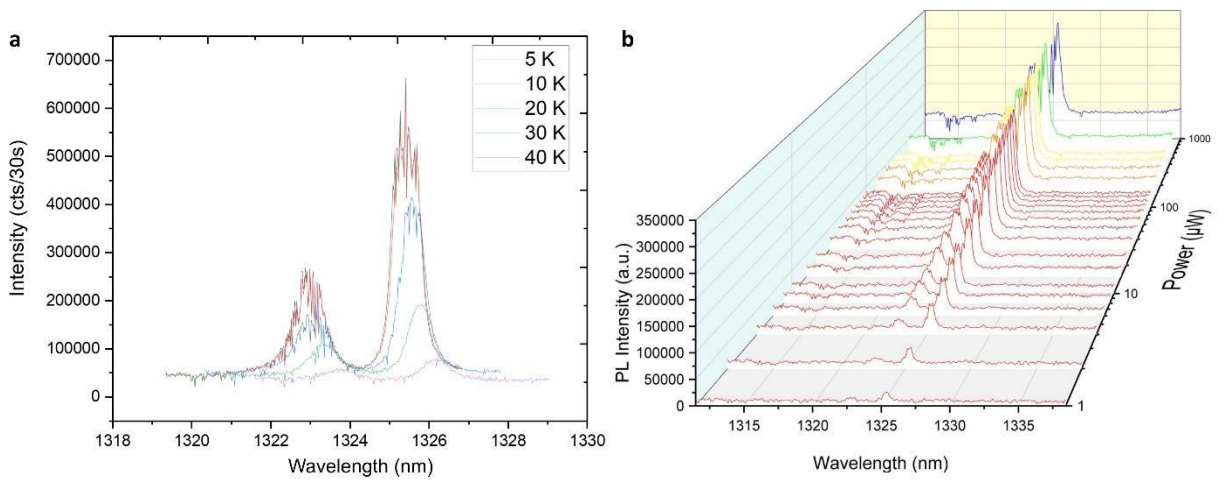 a
700000
600000
500000
400000
300000
200000
100000
0
Intensity (cts/30s)
5 K
10 K
20 K
30 K
40 K
1318
1320
1322
1324
1326
1328
1330
Wavelength (nm)
b
350000
300000
250000
200000
150000
100000
50000
0
PL Intensity (a.u.)
1315
1320
1325
1330
1335
Wavelength (nm)
1000
100
10
1
Power (μW)